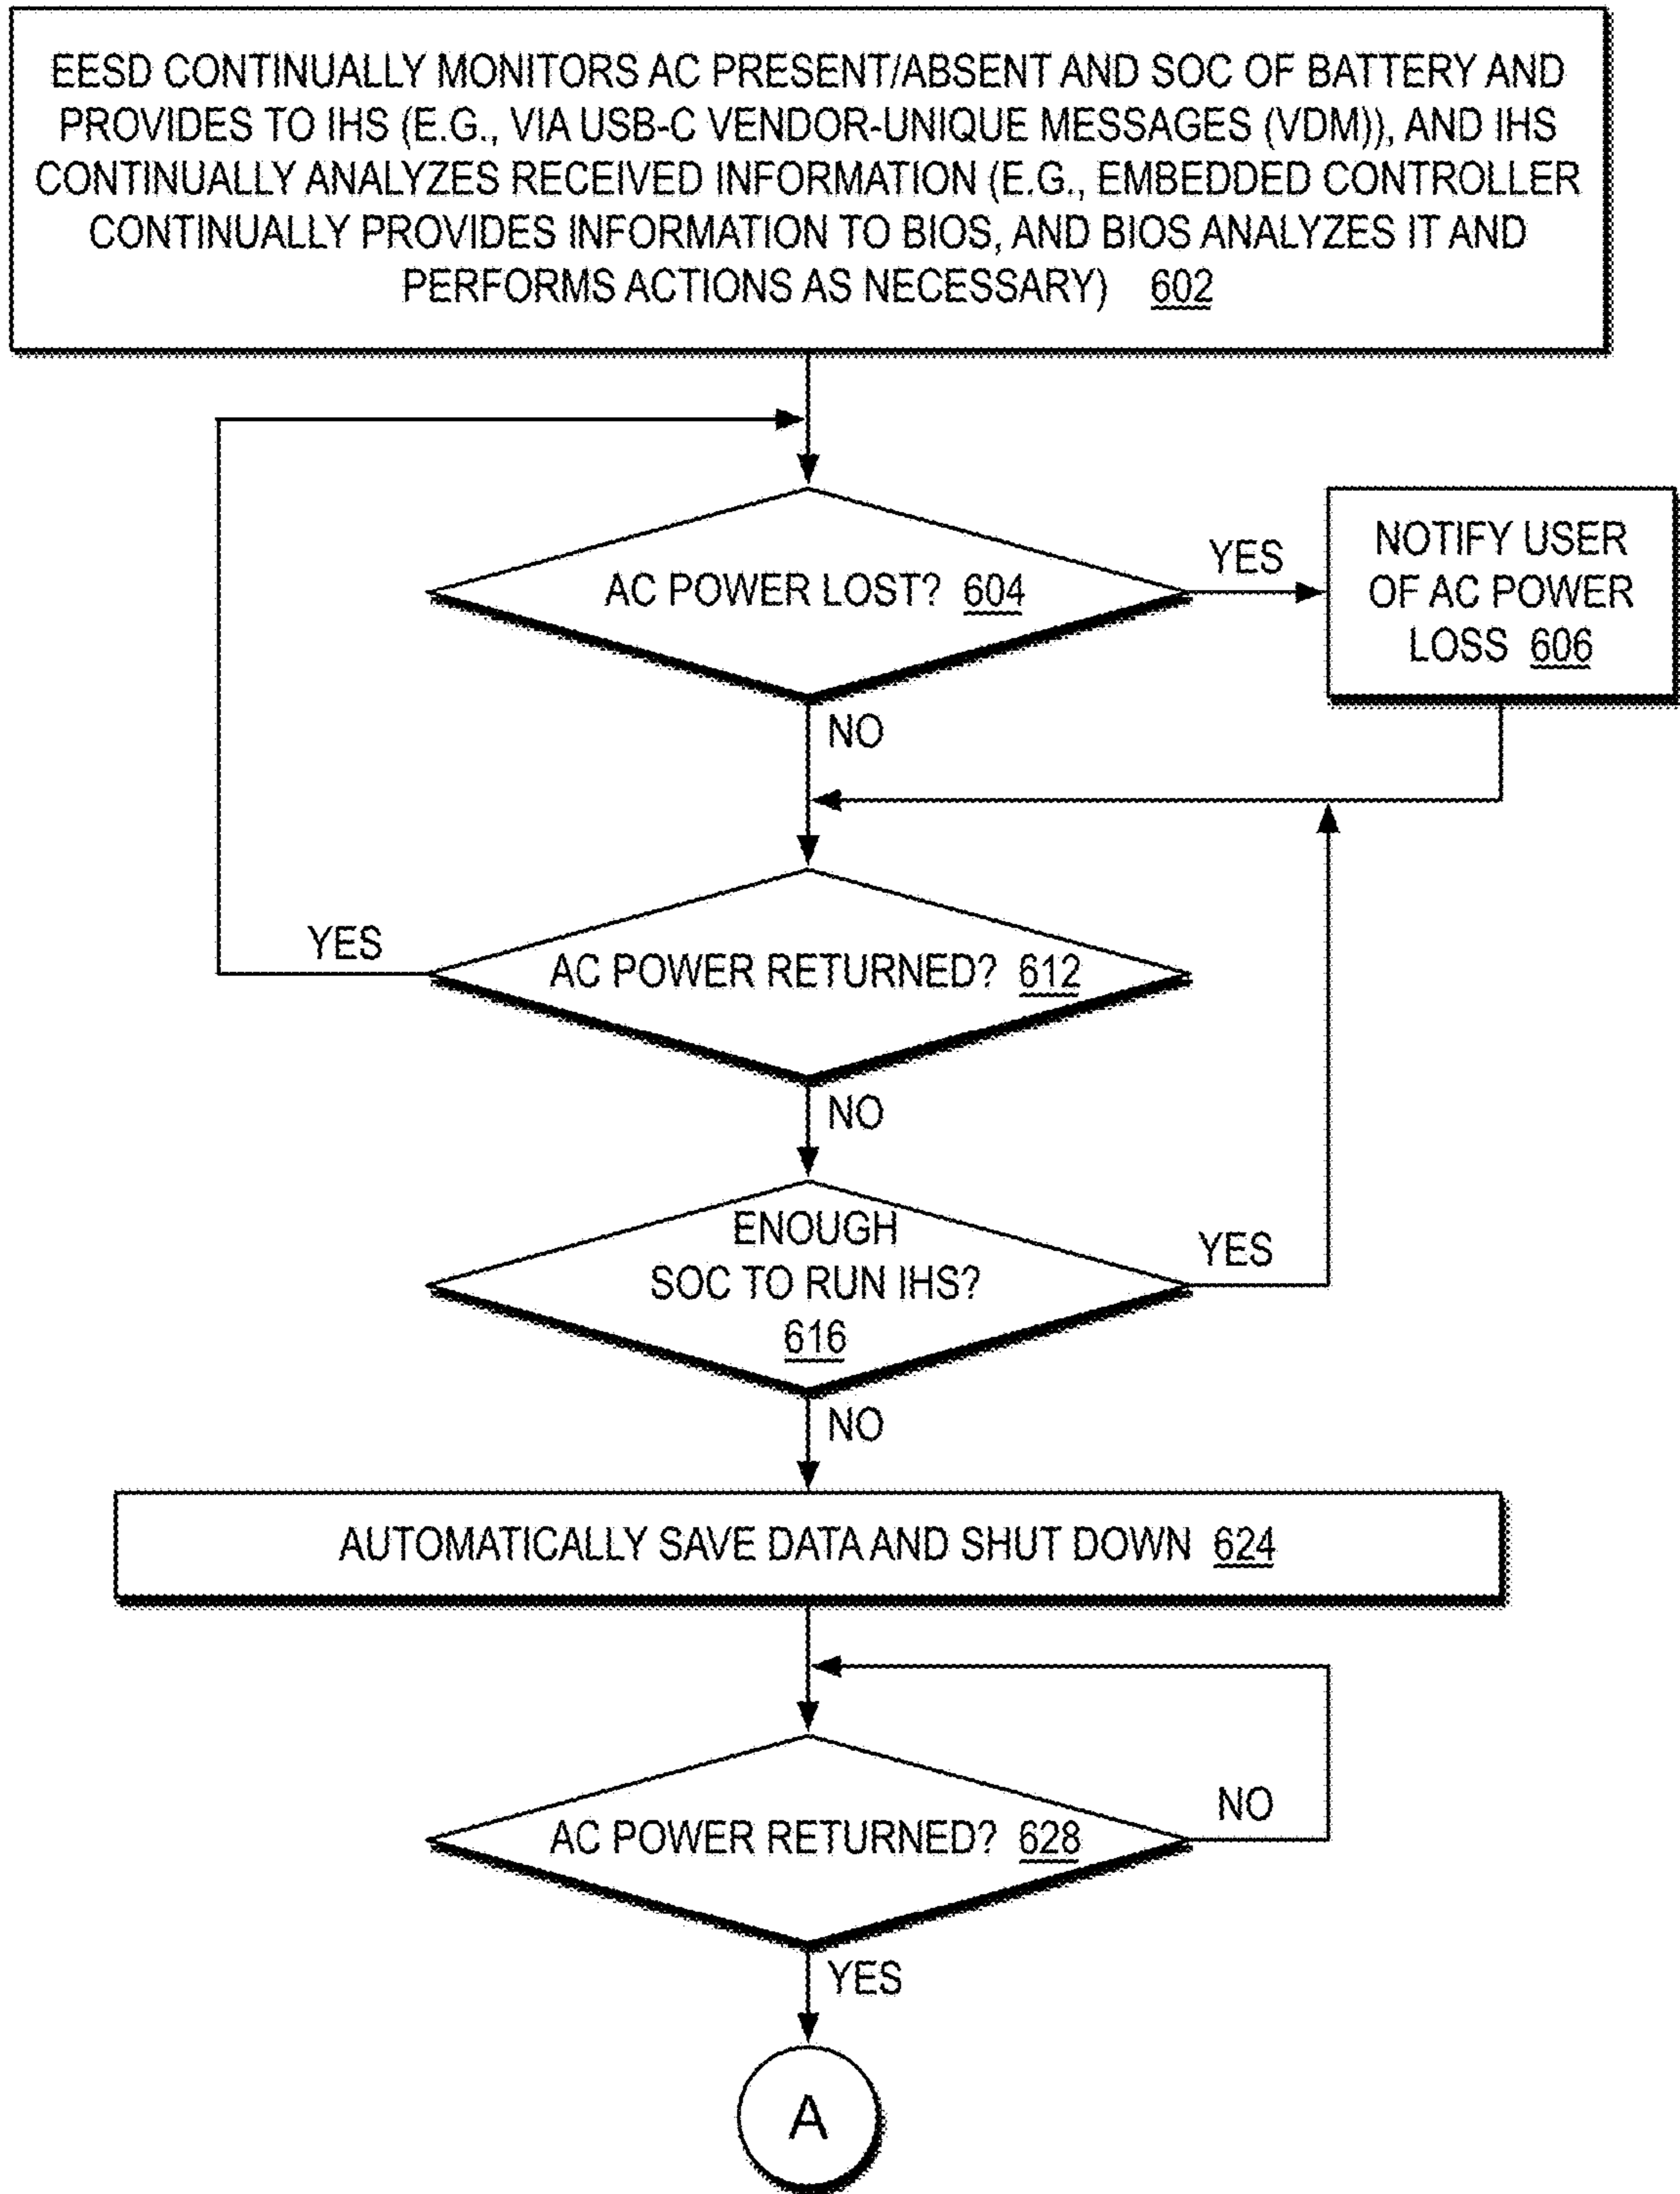 EESD CONTINUALLY MONITORS AC PRESENT/ABSENT AND SOC OF BATTERY AND
PROVIDES TO IHS (E.G., VIA USB-C VENDOR-UNIQUE MESSAGES (VDM)), AND IHS
CONTINUALLY ANALYZES RECEIVED INFORMATION (E.G., EMBEDDED CONTROLLER
CONTINUALLY PROVIDES INFORMATION TO BIOS, AND BIOS ANALYZES IT AND
PERFORMS ACTIONS AS NECESSARY) 602
AC POWER LOST? 604
YES
NOTIFY USER
OF AC POWER
LOSS 606
NO
YES
AC POWER RETURNED? 612
NO
ENOUGH
SOC TO RUN IHS?
616
YES
NO
AUTOMATICALLY SAVE DATA AND SHUT DOWN 624
AC POWER RETURNED? 628
NO
YES
A